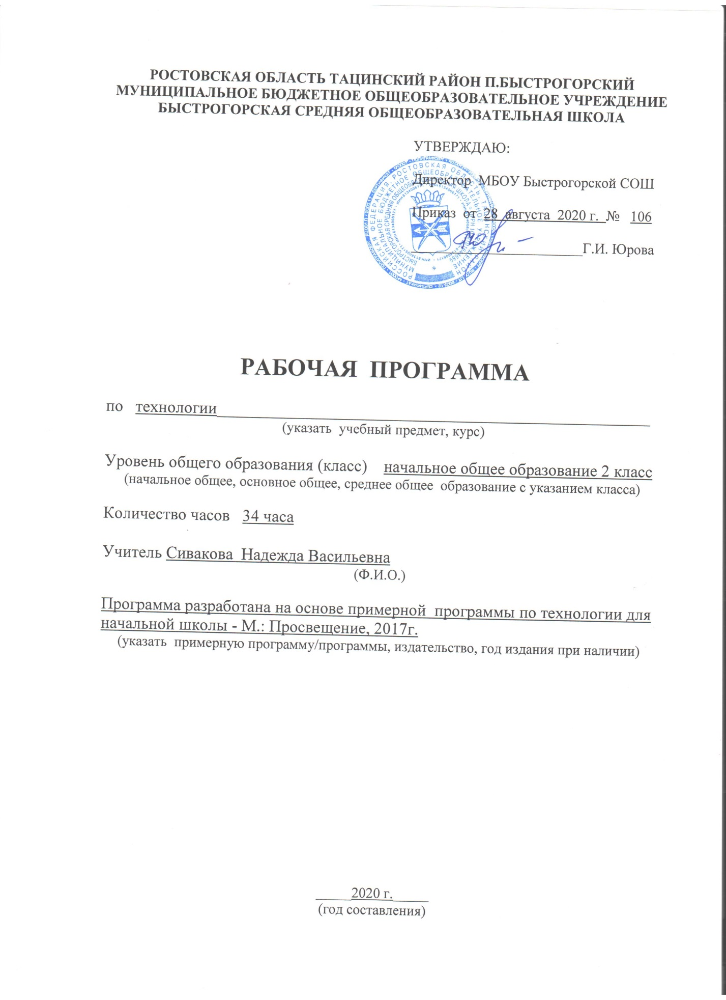 РОСТОВСКАЯ ОБЛАСТЬ ТАЦИНСКИЙ РАЙОН П.БЫСТРОГОРСКИЙ
МУНИЦИПАЛЬНОЕ БЮДЖЕТНОЕ ОБЩЕОБРАЗОВАТЕЛЬНОЕ УЧРЕЖДЕНИЕ
БЫСТРОГОРСКАЯ СРЕДНЯЯ ОБЩЕОБРАЗОВАТЕЛЬНАЯ ШКОЛА
УТВЕРЖДАЮ:
Директор МБОУ Быстрогорской СОШ
Приказ от 28 августа 2020 г. № 106
Г.И. Юрова
РОССИЙСКАЯ ФЕДЕРАЦИЯ, РОСТОВСКАЯ ОБЛАСТЬ, ТАЦИНСКИЙ РАЙОН
МУНИЦИПАЛЬНОЕ БЮДЖЕТНОЕ ОБЩЕОБРАЗОВАТЕЛЬНОЕ УЧРЕЖДЕНИЕ
БЫСТРОГОРСКАЯ СРЕДНЯЯ ОБЩЕОБРАЗОВАТЕЛЬНАЯ ШКОЛА
ИНН 6134006171
РАБОЧАЯ ПРОГРАММА
по технологии
(указать учебный предмет, курс)
Уровень общего образования (класс) начальное общее образование 2 класс
(начальное общее, основное общее, среднее общее образование с указанием класса)
Количество часов 34 часа
Учитель Сивакова Надежда Васильевна
(Ф.И.О.)
Программа разработана на основе примерной программы по технологии для
начальной школы - М.: Просвещение, 2017г.
(указать примерную программу/программы, издательство, год издания при наличии)
2020 г.
(год составления)